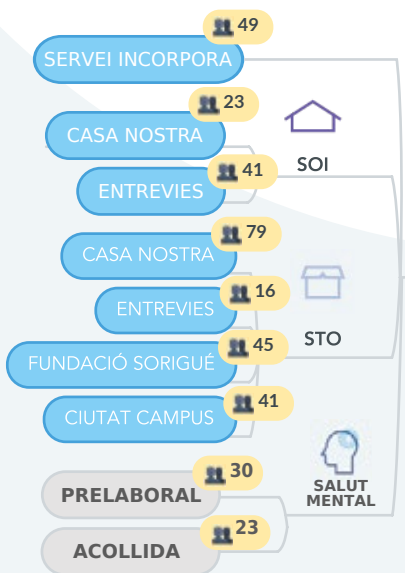 49
SERVEI INCORPORA
23
CASA NOSTRA
SOI
41
ENTREVIES
79
CASA NOSTRA
16
ENTREVIES
STO
45
FUNDACIÓ SORIGUÉ
41
CIUTAT CAMPUS
30
PRELABORAL
SALUT
MENTAL
23
ACOLLIDA